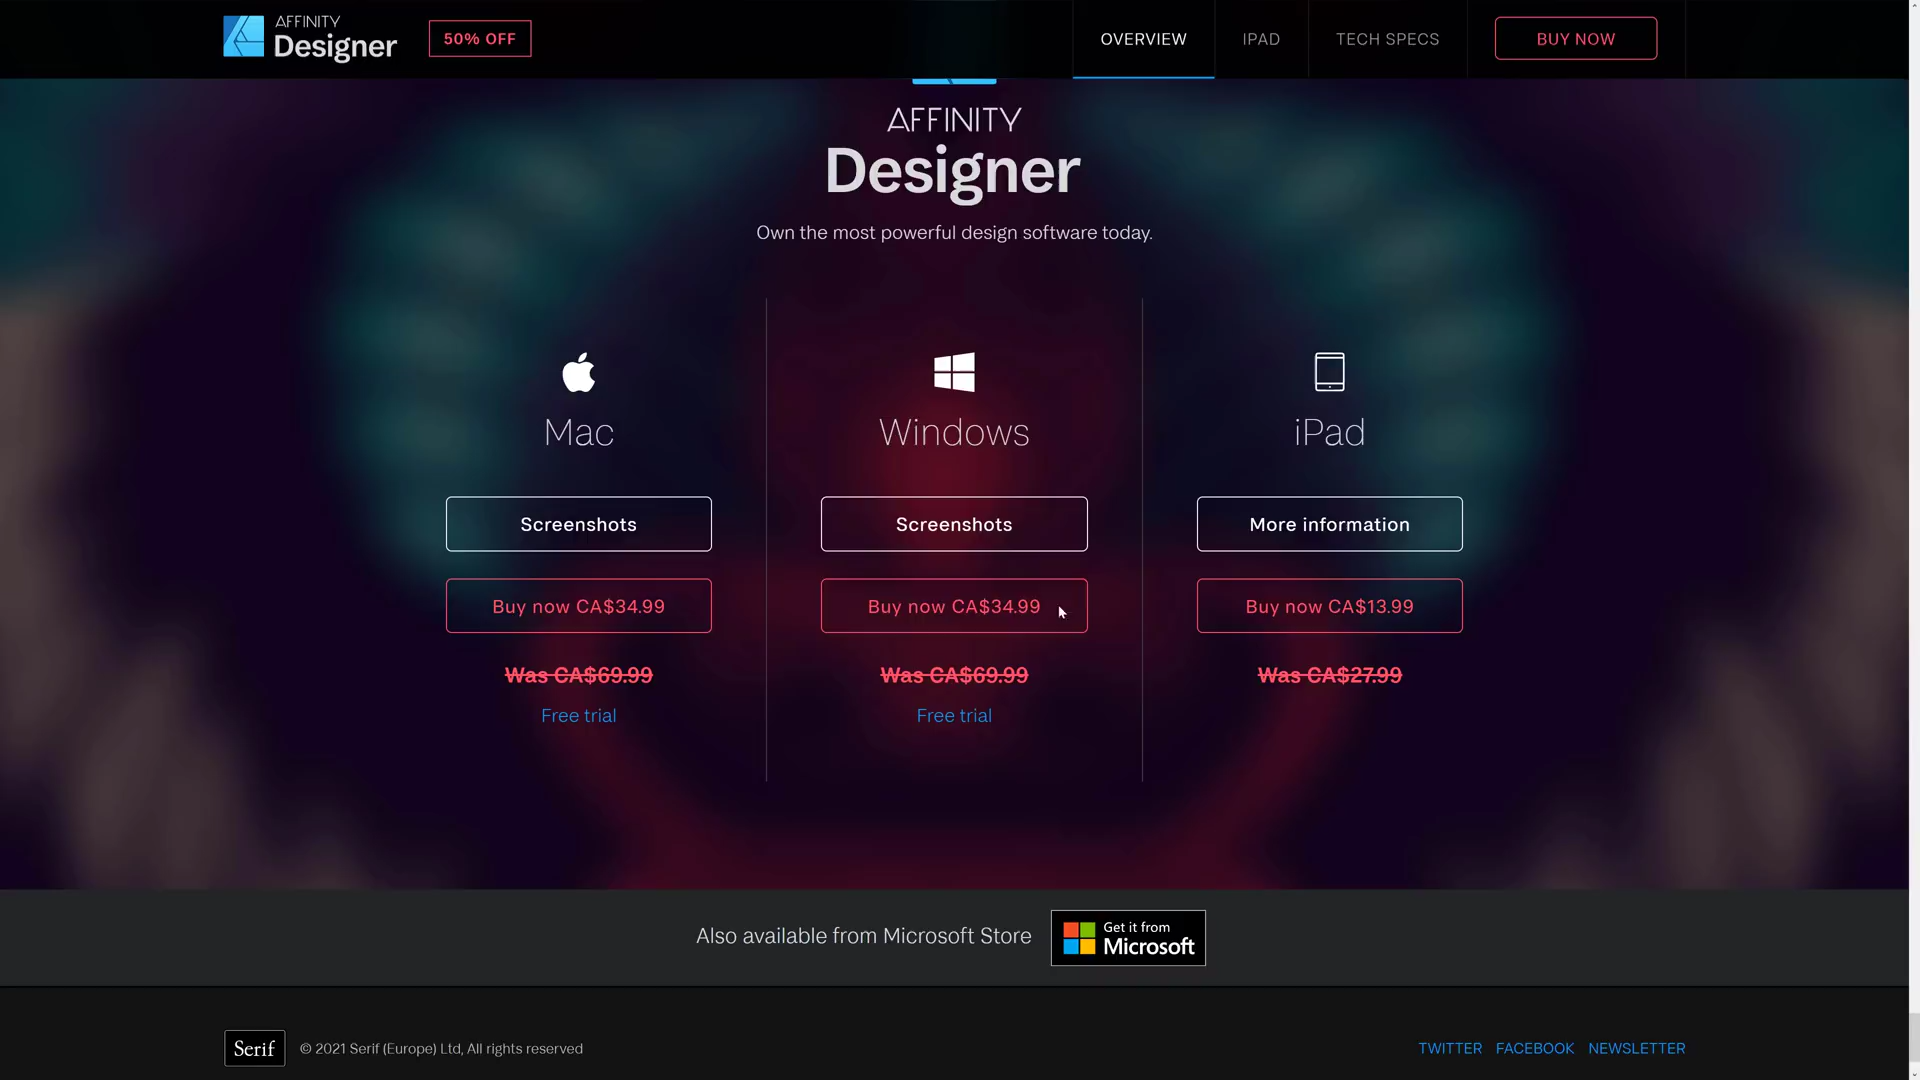 AFFINITY
Designer
50% OFF
OVERVIEW
IPAD
TECH SPECS
BUY NOW
AFFINITY
Designer
Own the most powerful design software today.
Mac
Windows
iPad
Screenshots
Screenshots
More information
Buy now CA$34.99
Buy now CA$34.99
Buy now CA$13.99
Was CA$69.99
Was CA$69.99
Was CA$27.99
Free trial
Free trial
Also available from Microsoft Store
Get it from
Microsoft
Serif
© 2021 Serif (Europe) Ltd, All rights reserved
TWITTER
FACEBOOK
NEWSLETTER